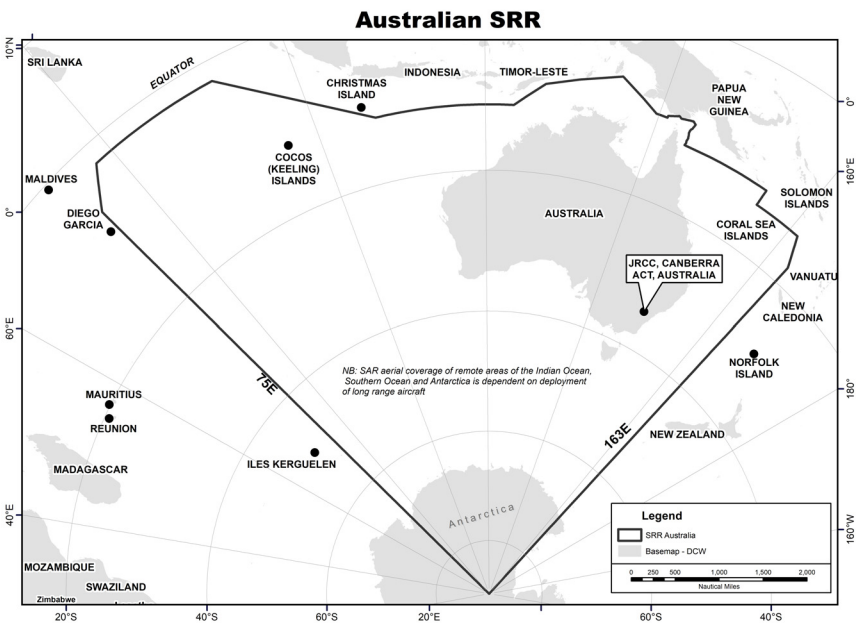 Australian SRR
10°N
SRI LANKA
EQUATOR
CHRISTMAS
ISLAND
INDONESIA
TIMOR-LESTE
PAPUA
NEW
GUINEA
0°
COCOS
(KEELING)
ISLANDS
MALDIVES
160°E
SOLOMON
ISLANDS
0°
DIEGO
GARCIA
AUSTRALIA
CORAL SEA
ISLANDS
JRCC, CANBERRA
ACT, AUSTRALIA
VANUATU
NEW
CALEDONIA
60°E
NB: SAR aerial coverage of remote areas of the Indian Ocean,
Southern Ocean and Antarctica is dependent on deployment
of long range aircraft
75E
NORFOLK
ISLAND
180°
MAURITIUS
REUNION
163E
NEW ZEALAND
ILES KERGUELEN
MADAGASCAR
40°E
Antarctica
Legend
SRR Australia
Basemap - DCW
0 250 500 1,000 1,500 2,000
Nautical Miles
160°W
MOZAMBIQUE
SWAZILAND
Zimbabwe
20°S 40°S 60°S 20°E 60°S 40°S